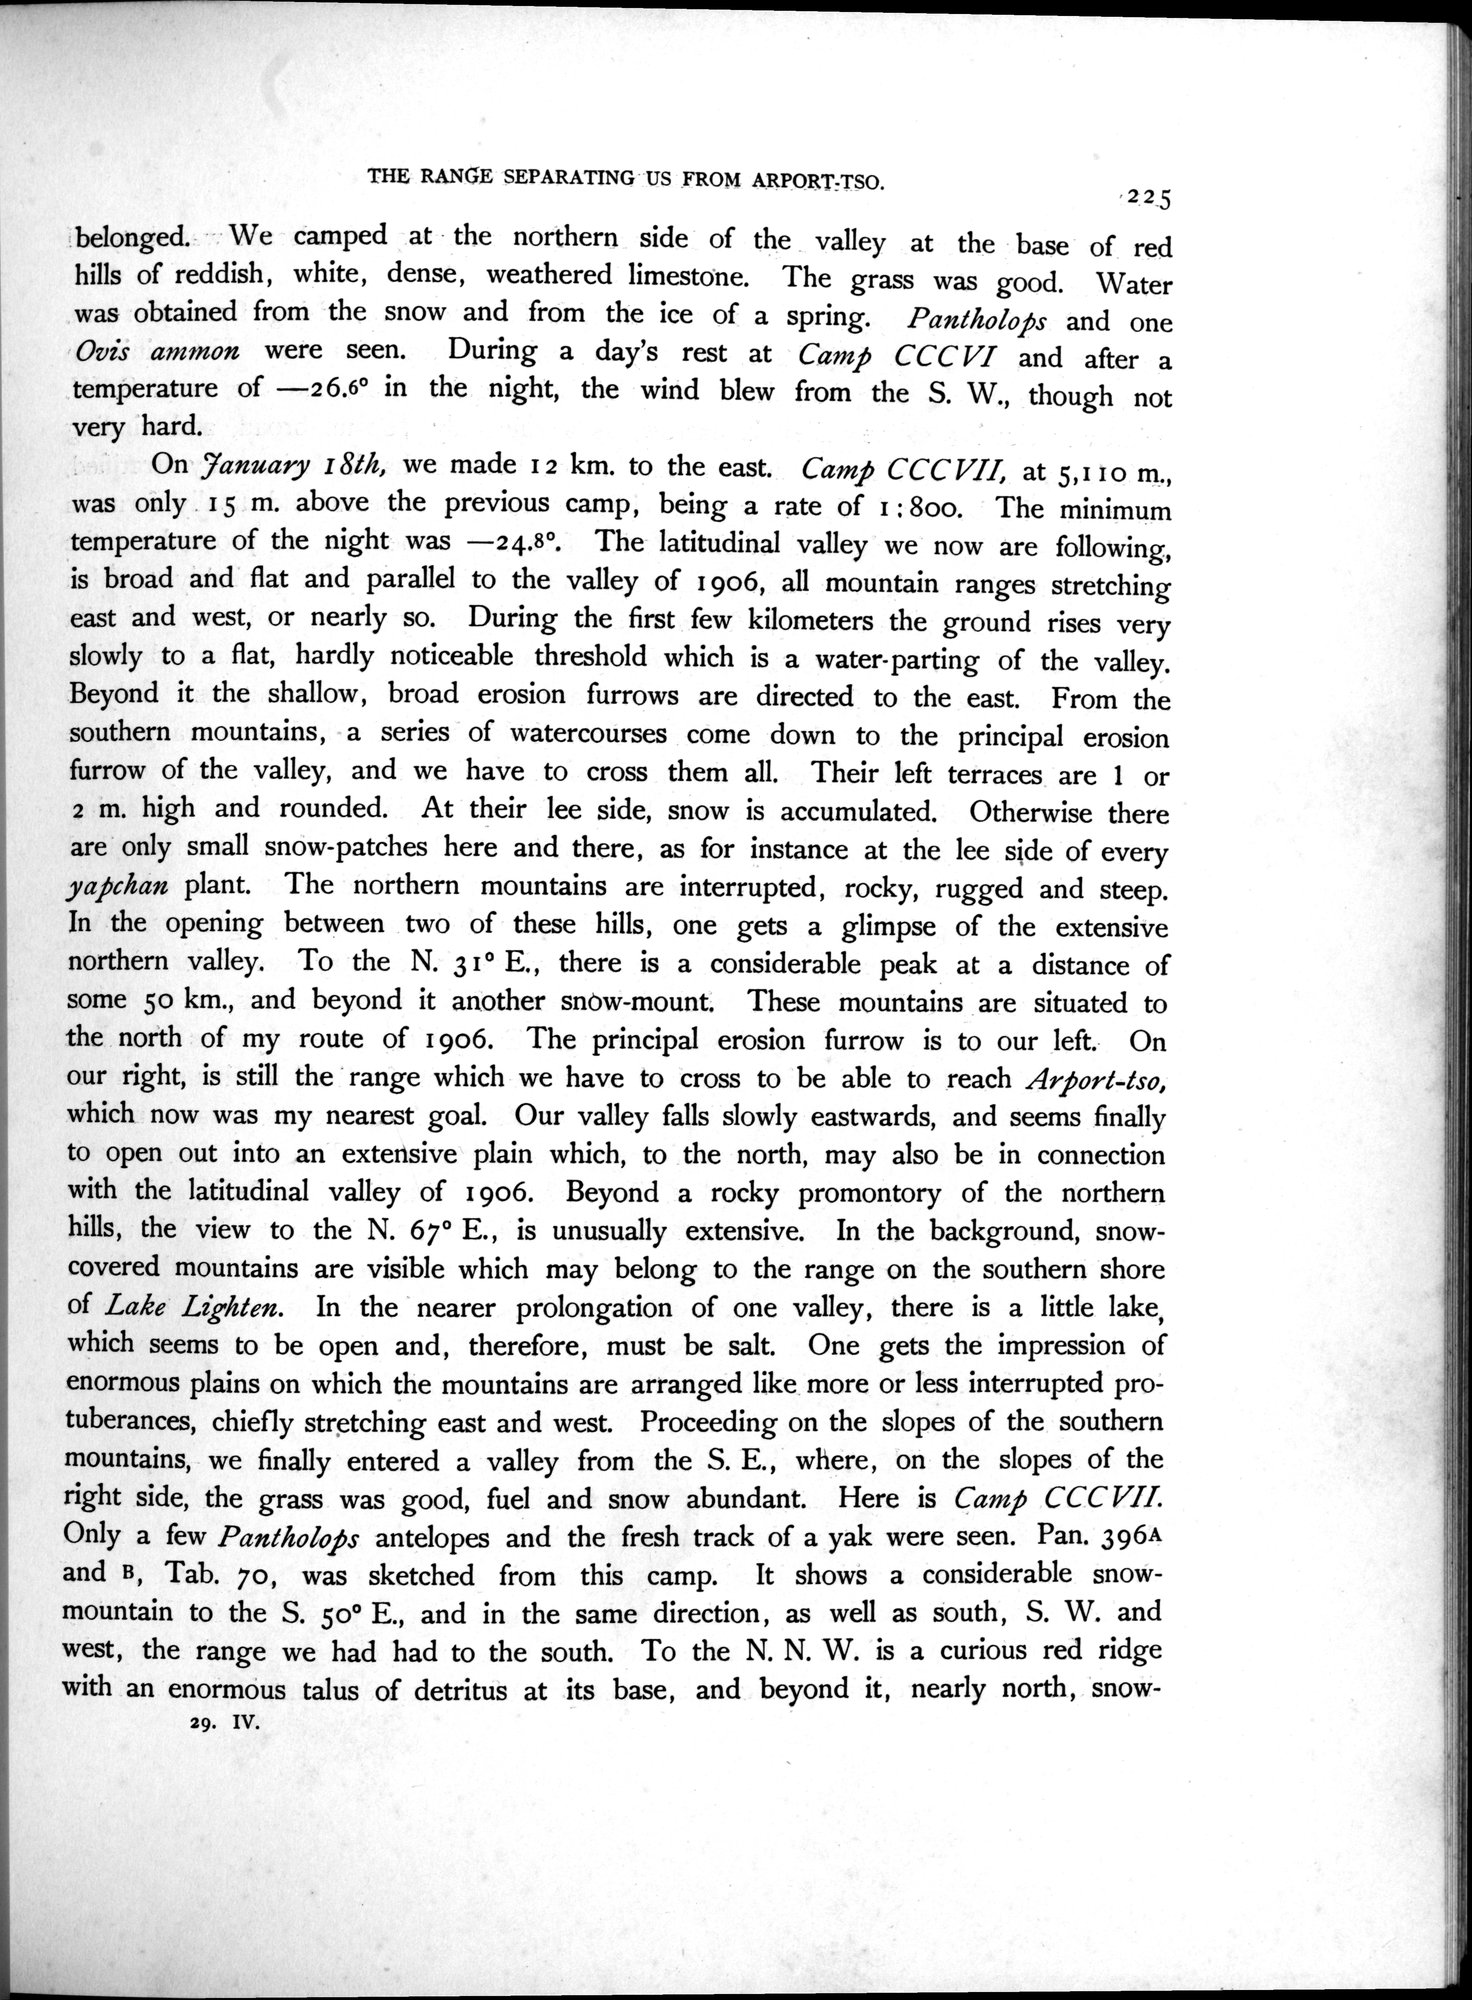 THE RANGE SEPARATING US FROM ARPORT-TSO.
225
belonged. We camped at the northern side of the valley at the base of red
hills of reddish, white, dense, weathered limestone. The grass was good. Water
was obtained from the snow and from the ice of a spring. Pantholops and one
Ovis ammon were seen. During a day's rest at Camp CCCVI and after a
temperature of —26.6° in the night, the wind blew from the S. W., though not
very hard.
On January 18th, we made 12 km. to the east. Camp CCCVII, at 5,110 m.,
was only 15 m. above the previous camp, being a rate of 1:800. The minimum
temperature of the night was —24.8°. The latitudinal valley we now are following,
is broad and flat and parallel to the valley of 1906, all mountain ranges stretching
east and west, or nearly so. During the first few kilometers the ground rises very
slowly to a flat, hardly noticeable threshold which is a water-parting of the valley.
Beyond it the shallow, broad erosion furrows are directed to the east. From the
southern mountains, a series of watercourses come down to the principal erosion
furrow of the valley, and we have to cross them all. Their left terraces are 1 or
2 m. high and rounded. At their lee side, snow is accumulated. Otherwise there
are only small snow-patches here and there, as for instance at the lee side of every
yapchan plant. The northern mountains are interrupted, rocky, rugged and steep.
In the opening between two of these hills, one gets a glimpse of the extensive
northern valley. To the N. 31° E., there is a considerable peak at a distance of
some 50 km., and beyond it another snow-mount. These mountains are situated to
the north of my route of 1906. The principal erosion furrow is to our left. On
our right, is still the range which we have to cross to be able to reach Arport-tso,
which now was my nearest goal. Our valley falls slowly eastwards, and seems finally
to open out into an extensive plain which, to the north, may also be in connection
with the latitudinal valley of 1906. Beyond a rocky promontory of the northern
hills, the view to the N. 67° E., is unusually extensive. In the background, snow-
covered mountains are visible which may belong to the range on the southern shore
of Lake Lighten. In the nearer prolongation of one valley, there is a little lake,
which seems to be open and, therefore, must be salt. One gets the impression of
enormous plains on which the mountains are arranged like more or less interrupted pro-
tuberances, chiefly stretching east and west. Proceeding on the slopes of the southern
mountains, we finally entered a valley from the S. E., where, on the slopes of the
right side, the grass was good, fuel and snow abundant. Here is Camp CCCVII.
Only a few Pantholops antelopes and the fresh track of a yak were seen. Pan. 396A
and B, Tab. 70, was sketched from this camp. It shows a considerable snow-
mountain to the S. 50° E., and in the same direction, as well as south, S. W. and
west, the range we had had to the south. To the N. N. W. is a curious red ridge
with an enormous talus of detritus at its base, and beyond it, nearly north, snow-
29. IV.